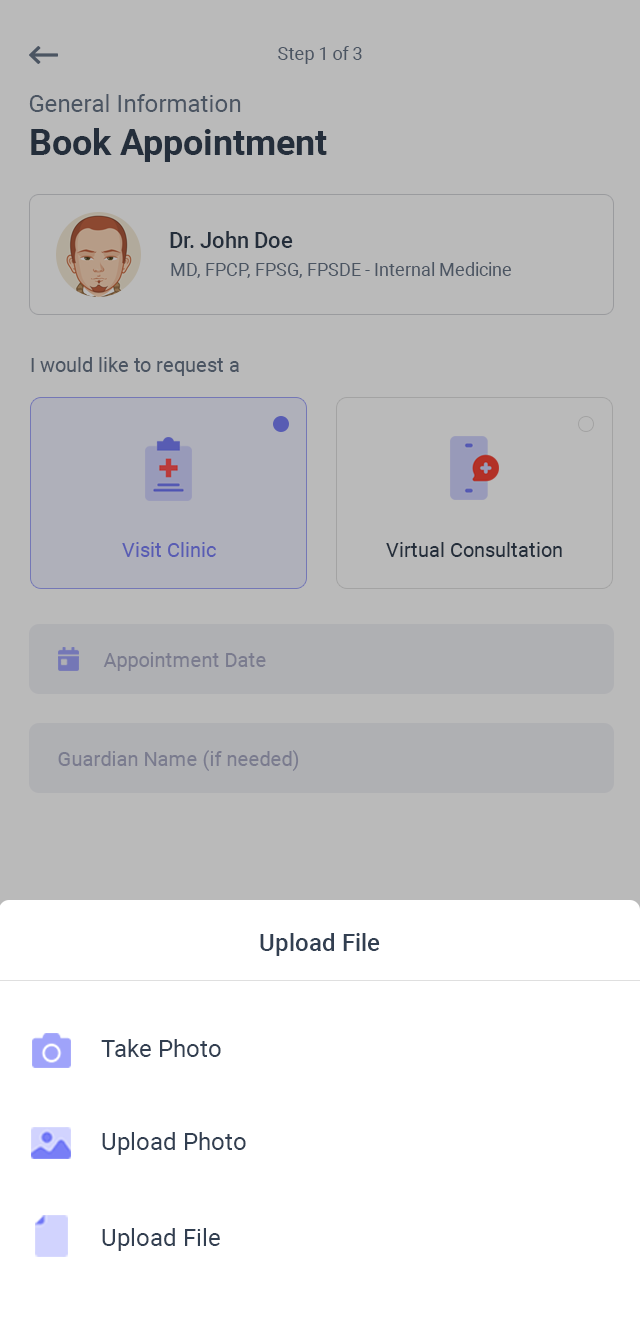 Step 1 of 3
General Information
Book Appointment
Dr. John Doe
MD, FPCP, FPSG, FPSDE - Internal Medicine
I would like to request a
Visit Clinic
Virtual Consultation
Appointment Date
Guardian Name (if needed)
Upload File
Take Photo
Upload Photo
Upload File